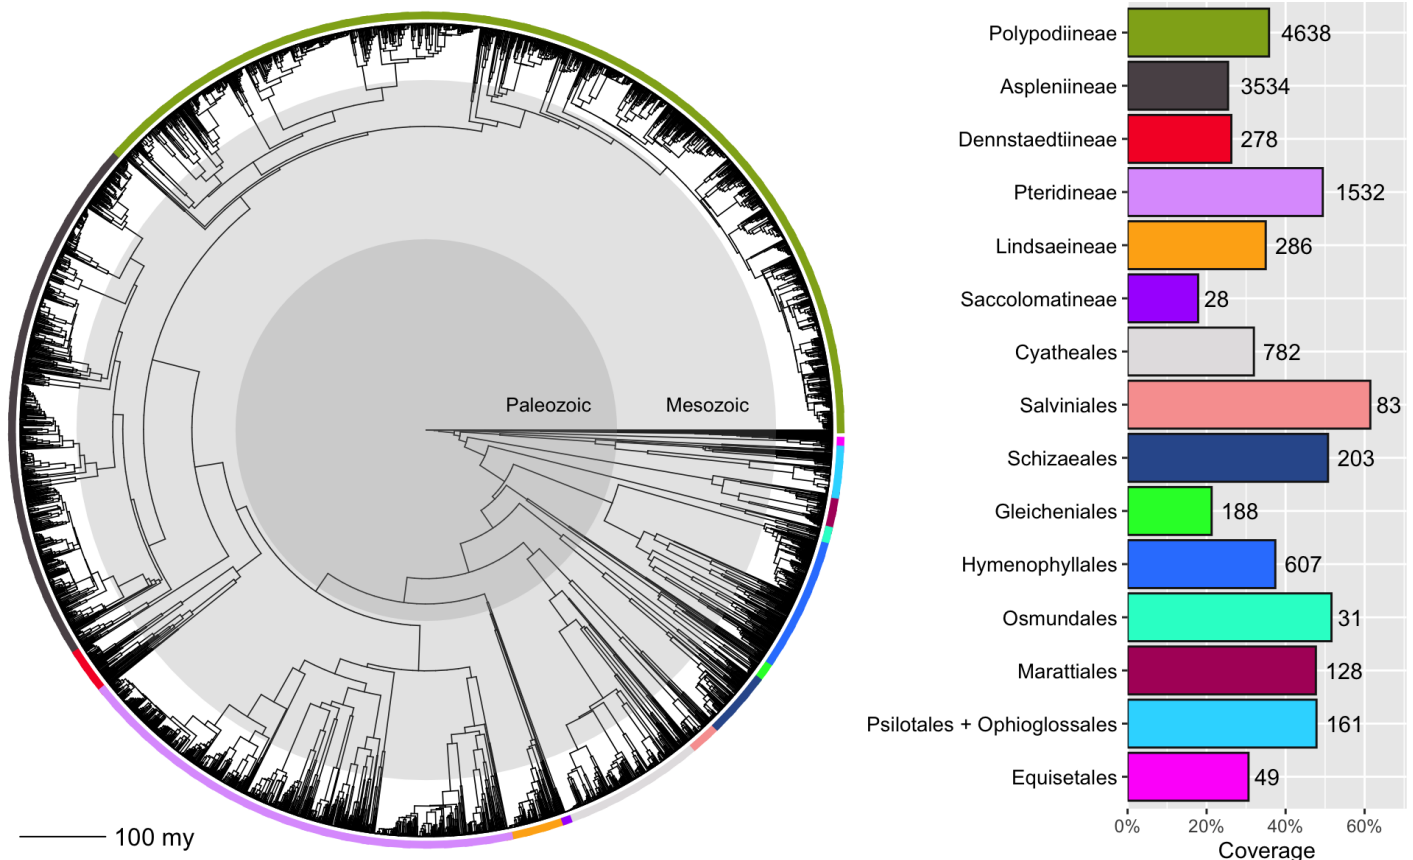 Paleozoic Mesozoic
100 my
Polypodiineae 4638
Aspleniineae 3534
Dennstaedtiineae 278
Pteridineae 1532
Lindsaeineae 286
Saccolomatineae 28
Cyatheales 782
Salviniales 83
Schizaeales 203
Gleicheniales 188
Hymenophyllales 607
Osmundales 31
Marattiales 128
Psilotales + Ophioglossales 161
Equisetales 49
0% 20% 40% 60%
Coverage